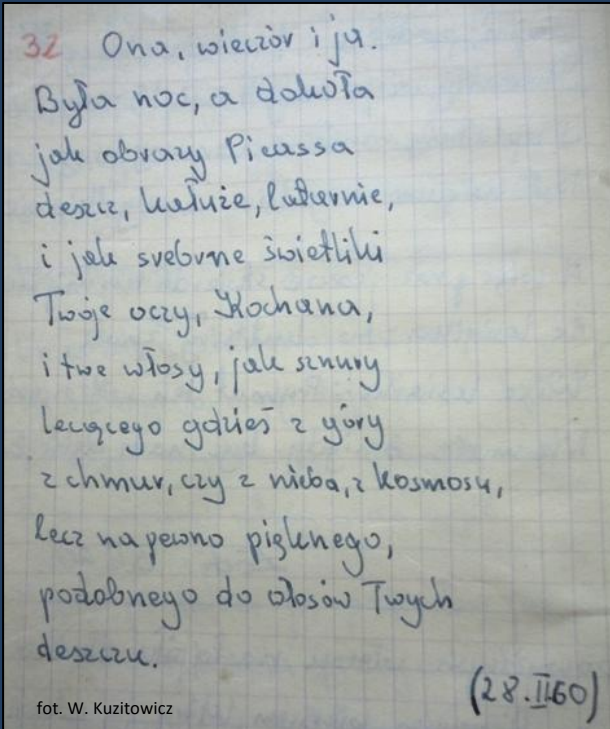 32 Ona, wieczór i ja.
Była noc, a dokoła
jak obrazy Picassa
deszcz, kałuże, latarnie,
i jak srebrne świetliki
Twoje oczy, Kochana,
i twe włosy, jak sznury
lecącego gdzieś z góry
z chmur, czy z nieba, z kosmosu,
lecz na pewno pięknego,
podobnego do włosów Twych
deszczu.
(28.II.60)
fot. W. Kuzitowicz